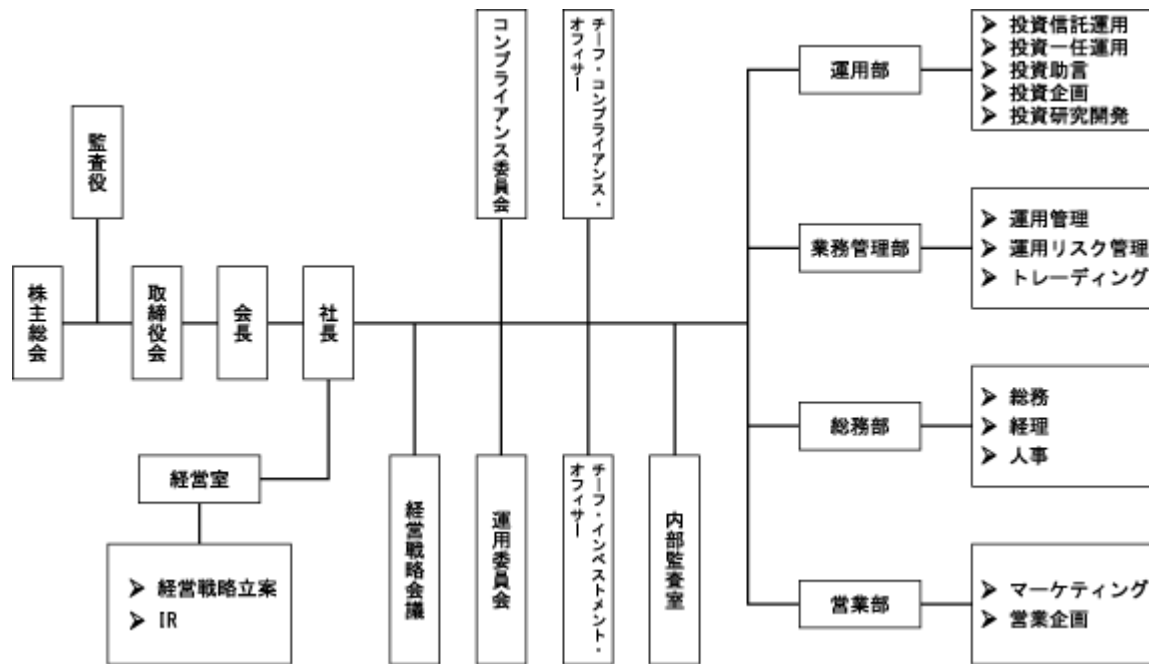 株主総会
監査役
取締役会
会長
社長
経営室
➤ 経営戦略立案
➤ IR
コンプライアンス委員会
チーフ・コンプライアンス・
オフィサー
経営戦略会議
運用委員会
チーフ・インベストメント・
オフィサー
内部監査室
運用部
➤ 投資信託運用
➤ 投資一任運用
➤ 投資助言
➤ 投資企画
➤ 投資研究開発
業務管理部
➤ 運用管理
➤ 運用リスク管理
➤ トレーディング
総務部
➤ 総務
➤ 経理
➤ 人事
営業部
➤ マーケティング
➤ 営業企画